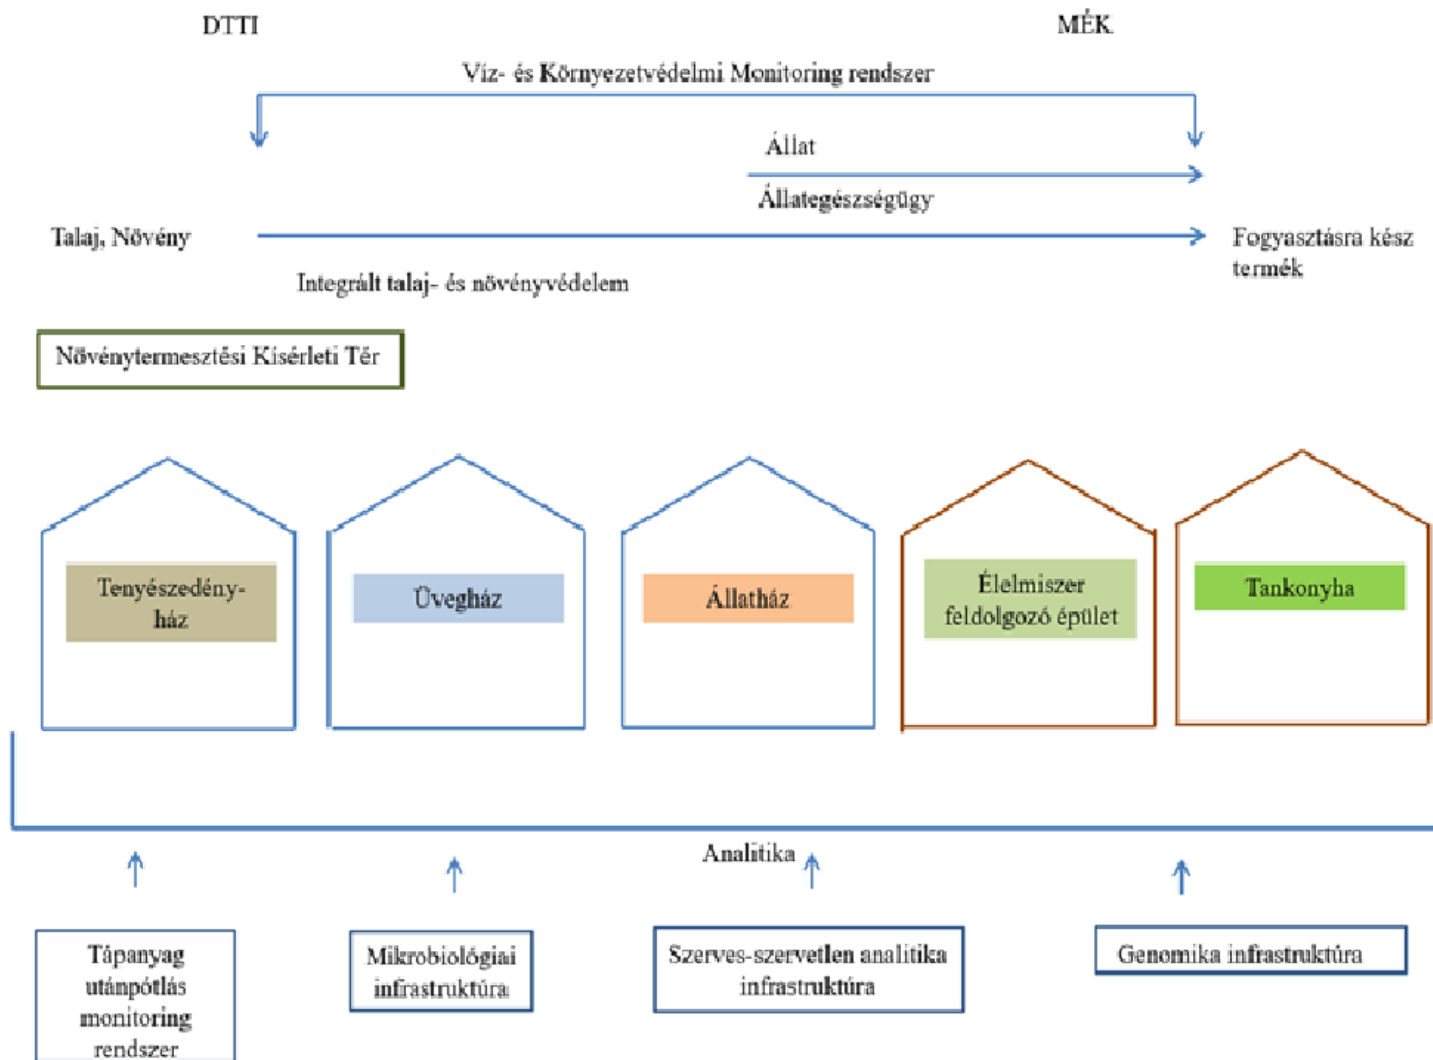 DTTI
MÉK
Víz- és Környezetvédelmi Monitoring rendszer
Állat
Állategészségügy
Talaj, Növény
Fogyasztásra kész
termék
Integrált talaj- és növényvédelem
Növénytermesztési Kísérleti Tér
Tenyészedény-
ház
Üvegház
Állatház
Élelmiszer
feldolgozó épület
Tankonyha
Analitika
Tápanyag
utánpótlás
monitoring
rendszer
Mikrobiológiai
infrastruktúra
Szerves-szervetlen analitika
infrastruktúra
Genomika infrastruktúra